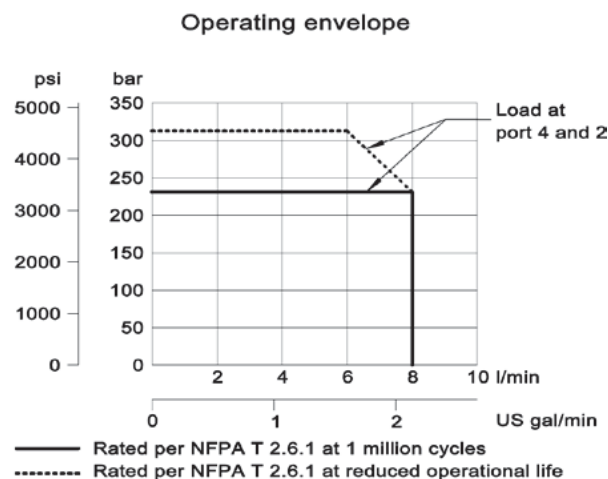 Operating envelope
psi bar
5000 350
4000 300
3000 250
2000 200
1000 150
0 100
50
0
Load at
port 4 and 2
2 4 6 8 10 l/min
0 1 2 US gal/min
Rated per NFPA T 2.6.1 at 1 million cycles
Rated per NFPA T 2.6.1 at reduced operational life